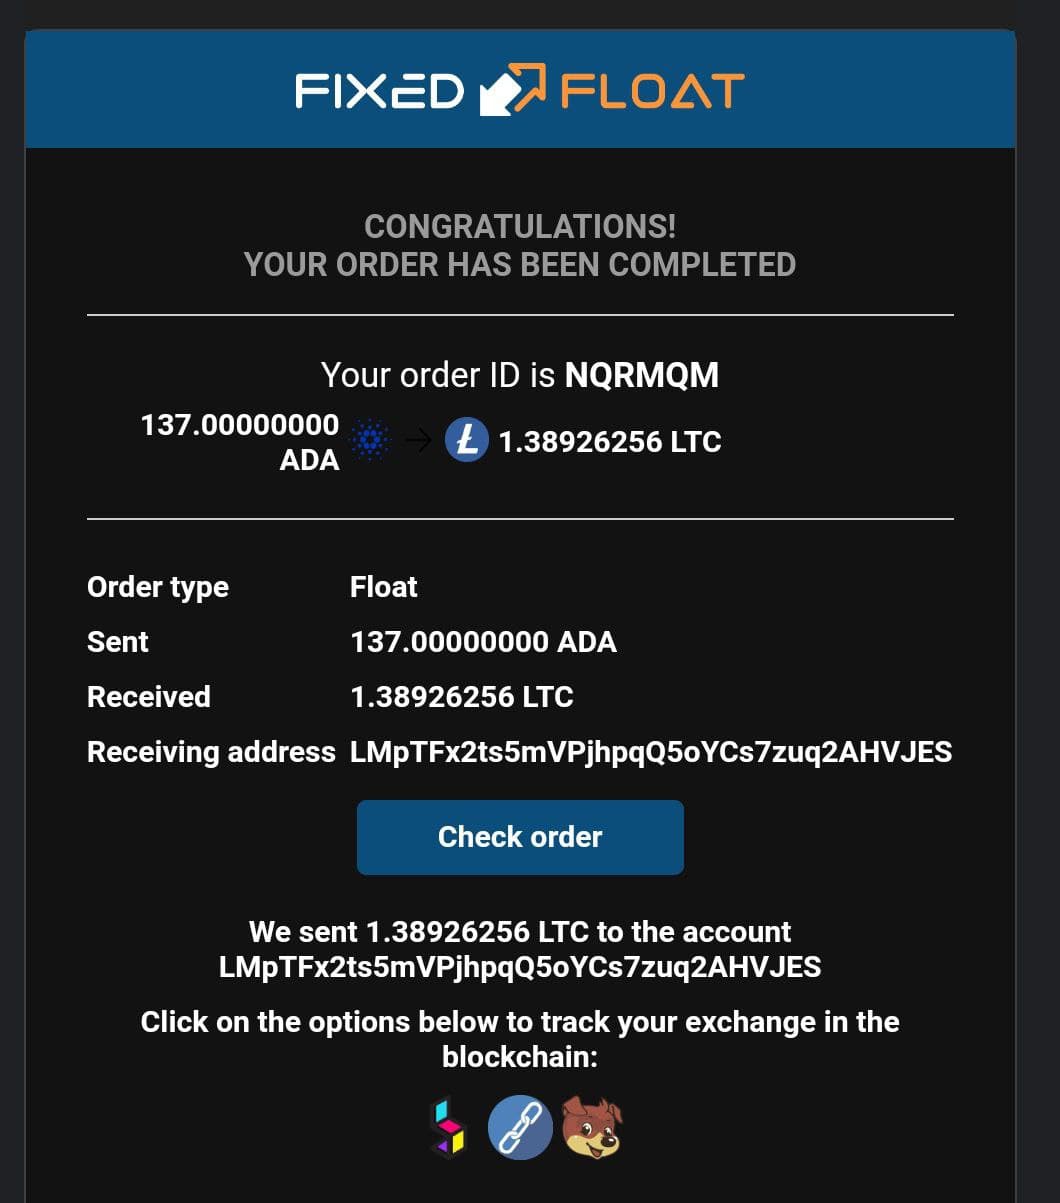 FIXED FLOAT
CONGRATULATIONS!
YOUR ORDER HAS BEEN COMPLETED
Your order ID is NQRMQM
137.00000000
ADA
1.38926256 LTC
Order type Float
Sent 137.00000000 ADA
Received 1.38926256 LTC
Receiving address LMpTFx2ts5mVPjhpqQ5oYCs7zuq2AHVJES
Check order
We sent 1.38926256 LTC to the account
LMpTFx2ts5mVPjhpqQ5oYCs7zuq2AHVJES
Click on the options below to track your exchange in the
blockchain: